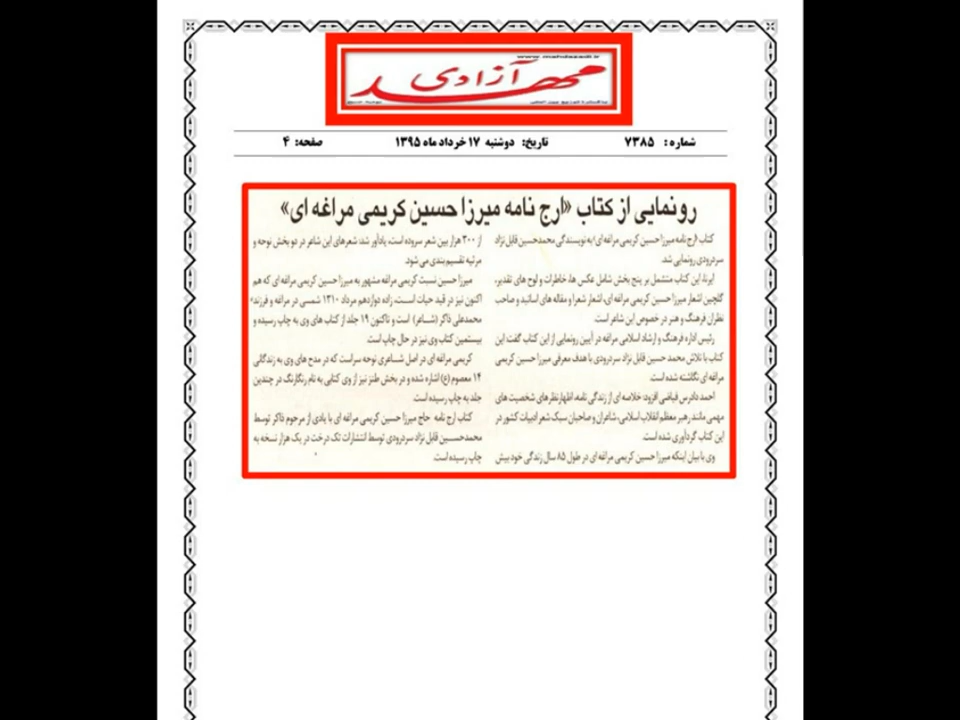 www.mahdazadi.ir
مهد آزادی
شماره: ۷۳۸۵ تاریخ: دوشنبه ۱۷ خرداد ماه ۱۳۹۵ صفحه: ۴
رونمایی از کتاب «ارج نامه میرزا حسین کریمی مراغه ای»
کتاب «ارج نامه میرزا حسین کریمی مراغه ای» به نویسندگی محمدحسین قابل نژاد
سردرودی رونمایی شد.
ایرنا، این کتاب مشتمل بر پنج بخش شامل عکس ها، خاطرات و لوح های تقدیر،
گلچین اشعار میرزا حسین کریمی مراغه ای، اشعار شعرا و مقاله های اساتید و صاحب
نظران فرهنگ و هنر در خصوص این شاعر است.
رئیس اداره فرهنگ و ارشاد اسلامی مراغه در آیین رونمایی از این کتاب گفت: این
کتاب با تلاش محمد حسین قابل نژاد سردرودی با هدف معرفی میرزا حسین کریمی
مراغه ای نگاشته شده است.
احمد دادرس فیاضی افزود: خلاصه ای از زندگی نامه، اظهارنظرهای شخصیت های
مهمی مانند رهبر معظم انقلاب اسلامی، شاعران و صاحبان سبک شعر ادبیات کشور در
این کتاب گردآوری شده است.
وی با بیان اینکه میرزا حسین کریمی مراغه ای در طول ۸۵ سال زندگی خود بیش
از ۳۰۰ هزار بین شعر سروده است، یادآور شد: شعرهای این شاعر در دو بخش نوحه و
مرثیه تقسیم بندی می شود.
میرزا حسین نسبت کریمی مراغه مشهور به میرزا حسین کریمی مراغه ای که هم
اکنون نیز در قید حیات است، زاده دوازدهم مرداد ۱۳۱۰ شمسی در مراغه و فرزند
محمدعلی ذاکر (شاعر) است و تاکنون ۱۹ جلد از کتاب های وی به چاپ رسیده و
بیستمین کتاب وی نیز در حال چاپ است.
کریمی مراغه ای در اصل شاعری نوحه سراست که در مدح های وی به زندگانی
۱۴ معصوم (ع) اشاره شده و در بخش طنز نیز از وی کتابی به نام رنگارنگ در چندین
جلد به چاپ رسیده است.
کتاب ارج نامه حاج میرزا حسین کریمی مراغه ای با یادی از مرحوم ذاکر توسط
محمدحسین قابل نژاد سردرودی توسط انتشارات تک درخت در یک هزار نسخه به
چاپ رسیده است.